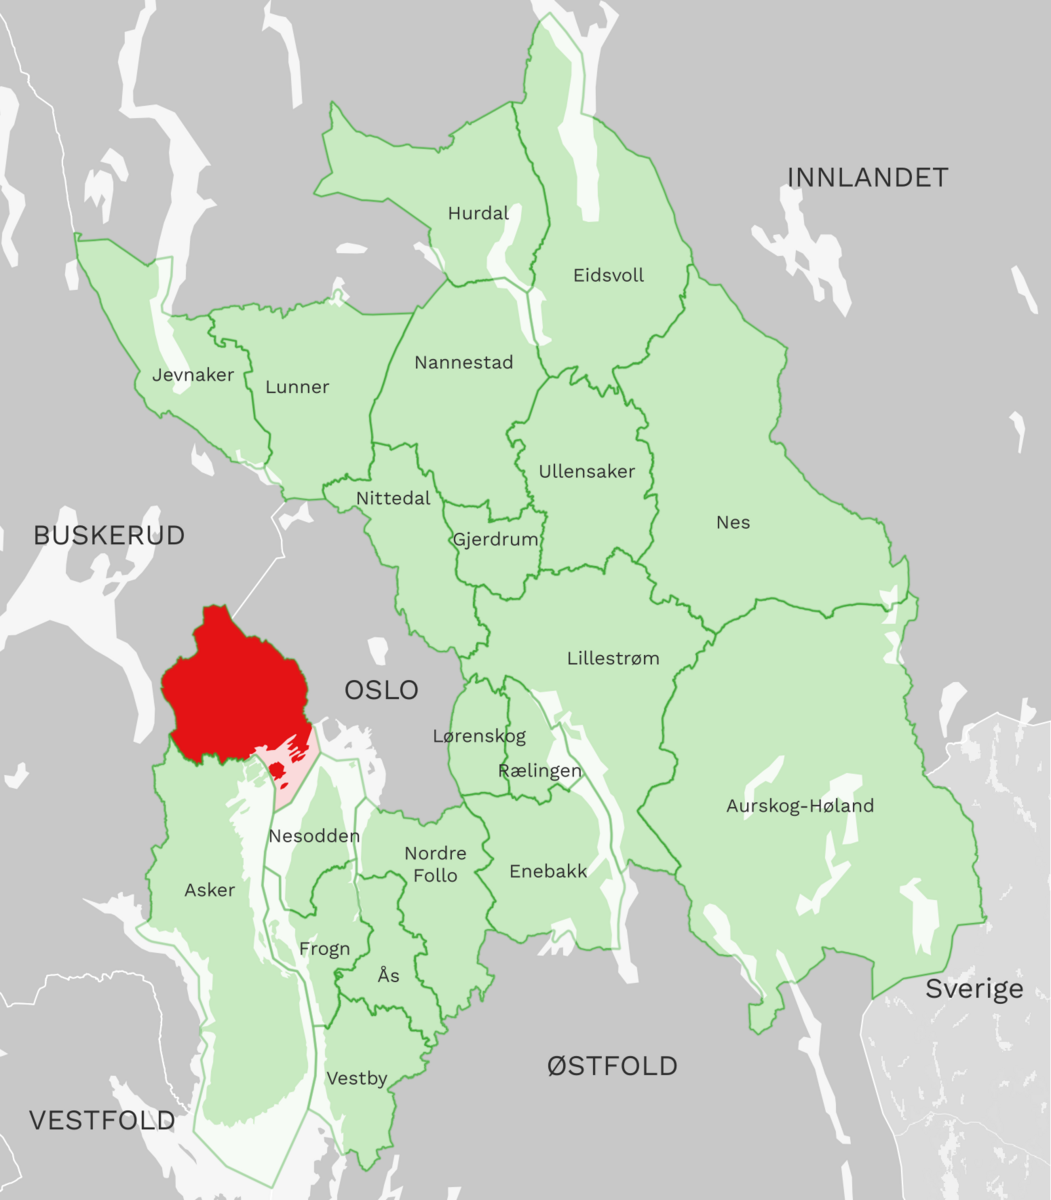 INNLANDET
Hurdal
Eidsvoll
Nannestad
Jevnaker
Lunner
Ullensaker
Nittedal
Nes
BUSKERUD
Gjerdrum
Lillestrøm
OSLO
Lørenskog
Rælingen
Aurskog-Høland
Nesodden
Nordre
Follo
Enebakk
Asker
Frogn
Ås
Sverige
ØSTFOLD
Vestby
VESTFOLD